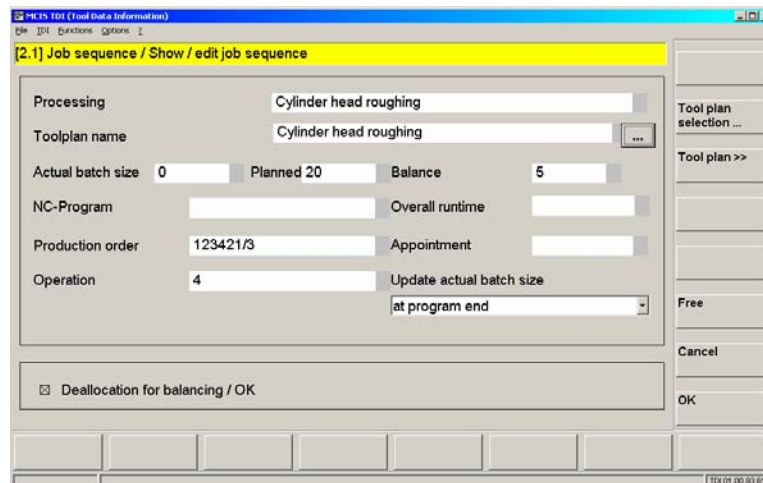 MCIS TDI (Tool Data Information)
File TDI Functions Options ?
[2.1] Job sequence / Show / edit job sequence
Processing Cylinder head roughing
Toolplan name Cylinder head roughing ...
Actual batch size 0 Planned 20 Balance 5
NC-Program Overall runtime
Production order 123421/3 Appointment
Operation 4 Update actual batch size
at program end
Deallocation for balancing / OK
Tool plan
selection ...
Tool plan >>
Free
Cancel
OK